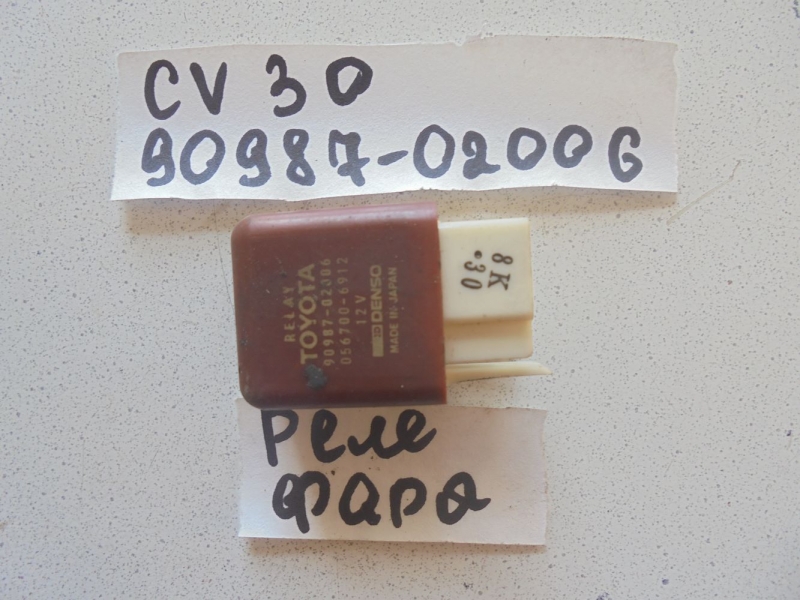 CV 30
90987-02006
RELAY
TOYOTA
90987-02006
056700-6912
12V
DENSO
MADE IN JAPAN
8K
•30
Реле
фара